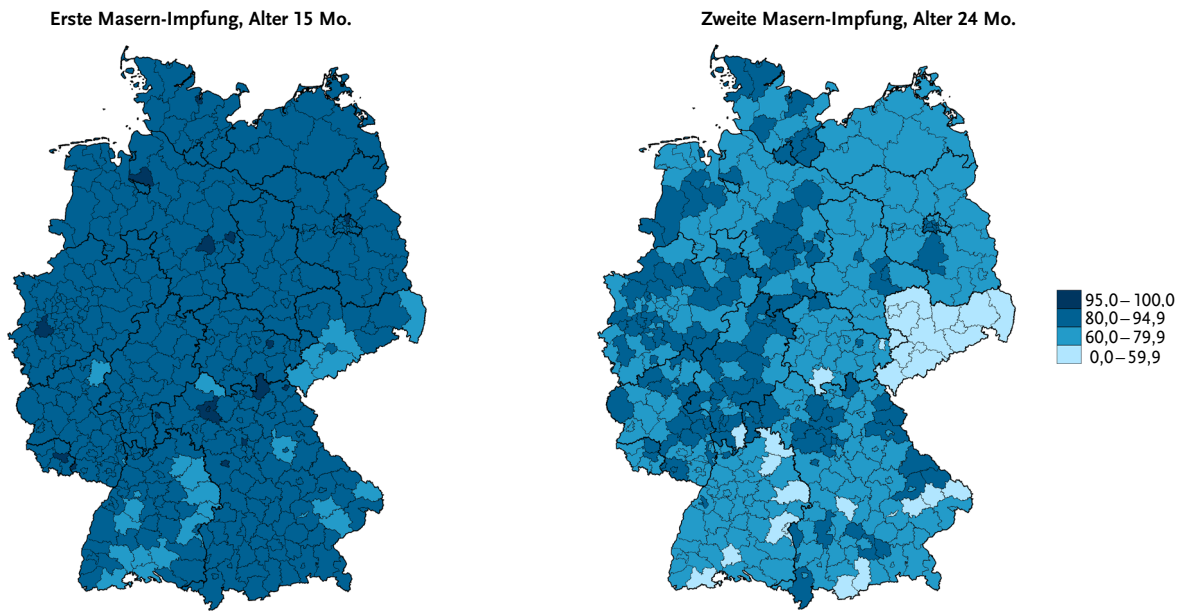 Erste Masern-Impfung, Alter 15 Mo.
Zweite Masern-Impfung, Alter 24 Mo.
95,0–100,0
80,0–94,9
60,0–79,9
0,0–59,9